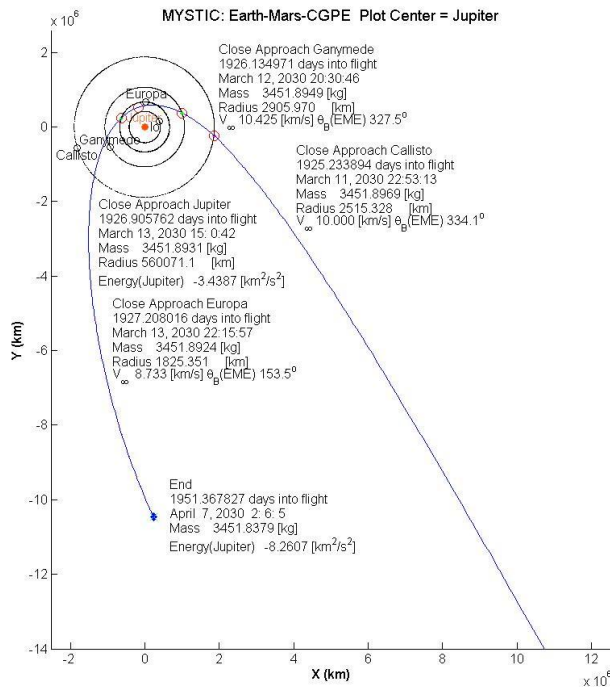 MYSTIC: Earth-Mars-CGPE Plot Center = Jupiter
x 10⁶
2
0
-2
-4
-6
-8
-10
-12
-14
Y (km)
Close Approach Ganymede
1926.134971 days into flight
March 12, 2030 20:30:46
Mass 3451.8949 [kg]
Radius 2905.970 [km]
V∞ 10.425 [km/s] θB(EME) 327.5°
Europa
Jupiter
Io
Ganymede
Callisto
Close Approach Callisto
1925.233894 days into flight
March 11, 2030 22:53:13
Mass 3451.8969 [kg]
Radius 2515.328 [km]
V∞ 10.000 [km/s] θB(EME) 334.1°
Close Approach Jupiter
1926.905762 days into flight
March 13, 2030 15: 0:42
Mass 3451.8931 [kg]
Radius 560071.1 [km]
Energy(Jupiter) -3.4387 [km²/s²]
Close Approach Europa
1927.208016 days into flight
March 13, 2030 22:15:57
Mass 3451.8924 [kg]
Radius 1825.351 [km]
V∞ 8.733 [km/s] θB(EME) 153.5°
End
1951.367827 days into flight
April 7, 2030 2: 6: 5
Mass 3451.8379 [kg]
Energy(Jupiter) -8.2607 [km²/s²]
-2 0 2 4 6 8 10 12
X (km)
x 10⁶